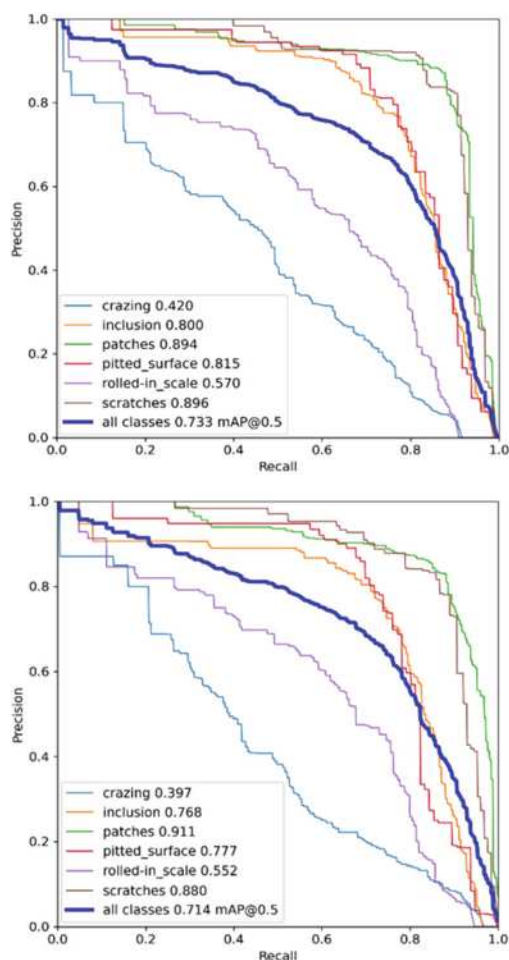 1.0
0.8
0.6
0.4
0.2
0.0
Precision
crazing 0.420
inclusion 0.800
patches 0.894
pitted_surface 0.815
rolled-in_scale 0.570
scratches 0.896
all classes 0.733 mAP@0.5
0.0 0.2 0.4 0.6 0.8 1.0
Recall
1.0
0.8
0.6
0.4
0.2
0.0
Precision
crazing 0.397
inclusion 0.768
patches 0.911
pitted_surface 0.777
rolled-in_scale 0.552
scratches 0.880
all classes 0.714 mAP@0.5
0.0 0.2 0.4 0.6 0.8 1.0
Recall